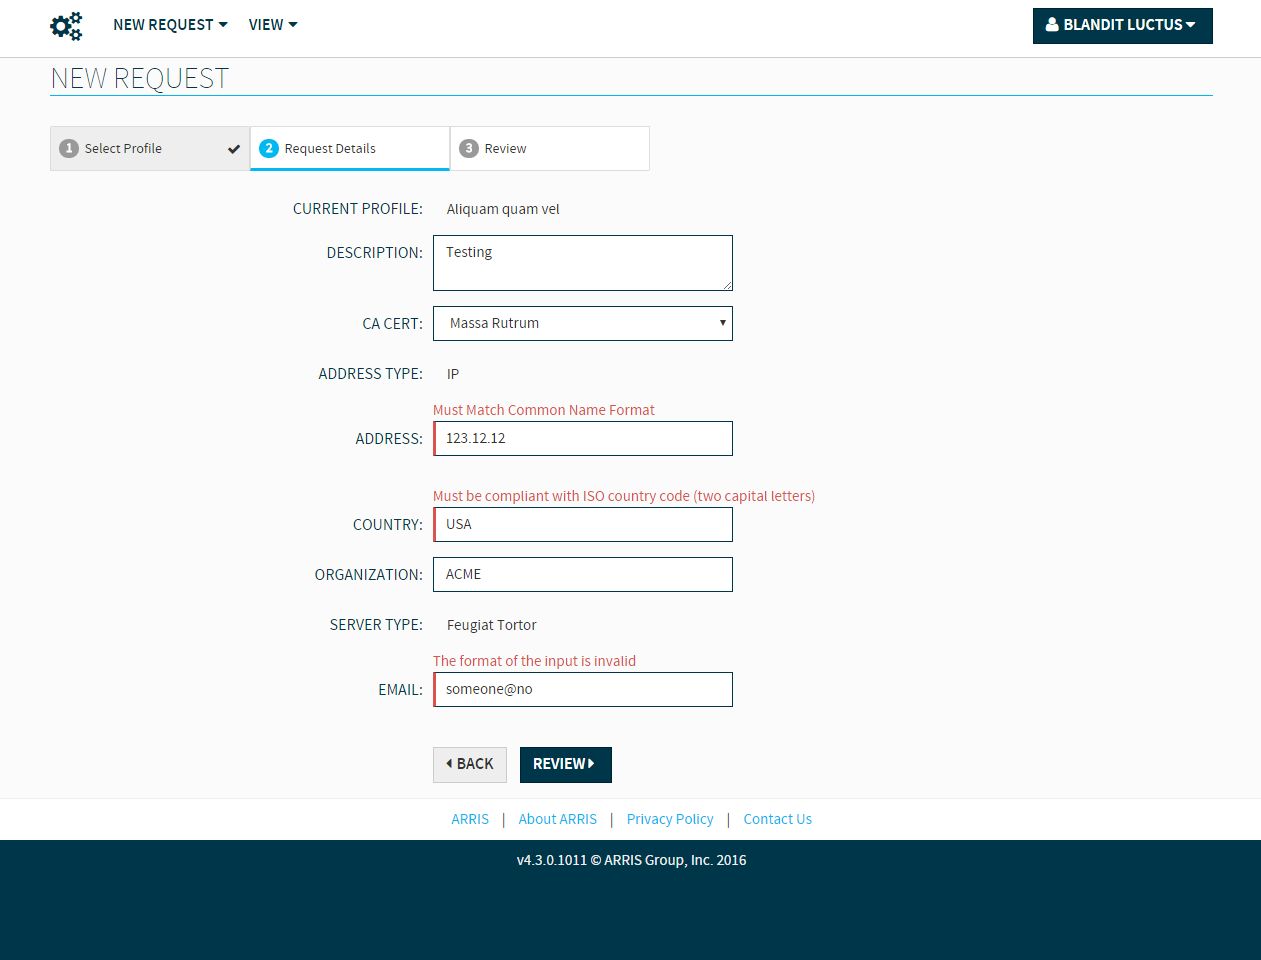 NEW REQUEST VIEW BLANDIT LUCTUS
NEW REQUEST
1 Select Profile 2 Request Details 3 Review
CURRENT PROFILE: Aliquam quam vel
DESCRIPTION: Testing
CA CERT: Massa Rutrum
ADDRESS TYPE: IP
Must Match Common Name Format
ADDRESS: 123.12.12
Must be compliant with ISO country code (two capital letters)
COUNTRY: USA
ORGANIZATION: ACME
SERVER TYPE: Feugiat Tortor
The format of the input is invalid
EMAIL: someone@no
BACK REVIEW
ARRIS | About ARRIS | Privacy Policy | Contact Us
v4.3.0.1011 © ARRIS Group, Inc. 2016